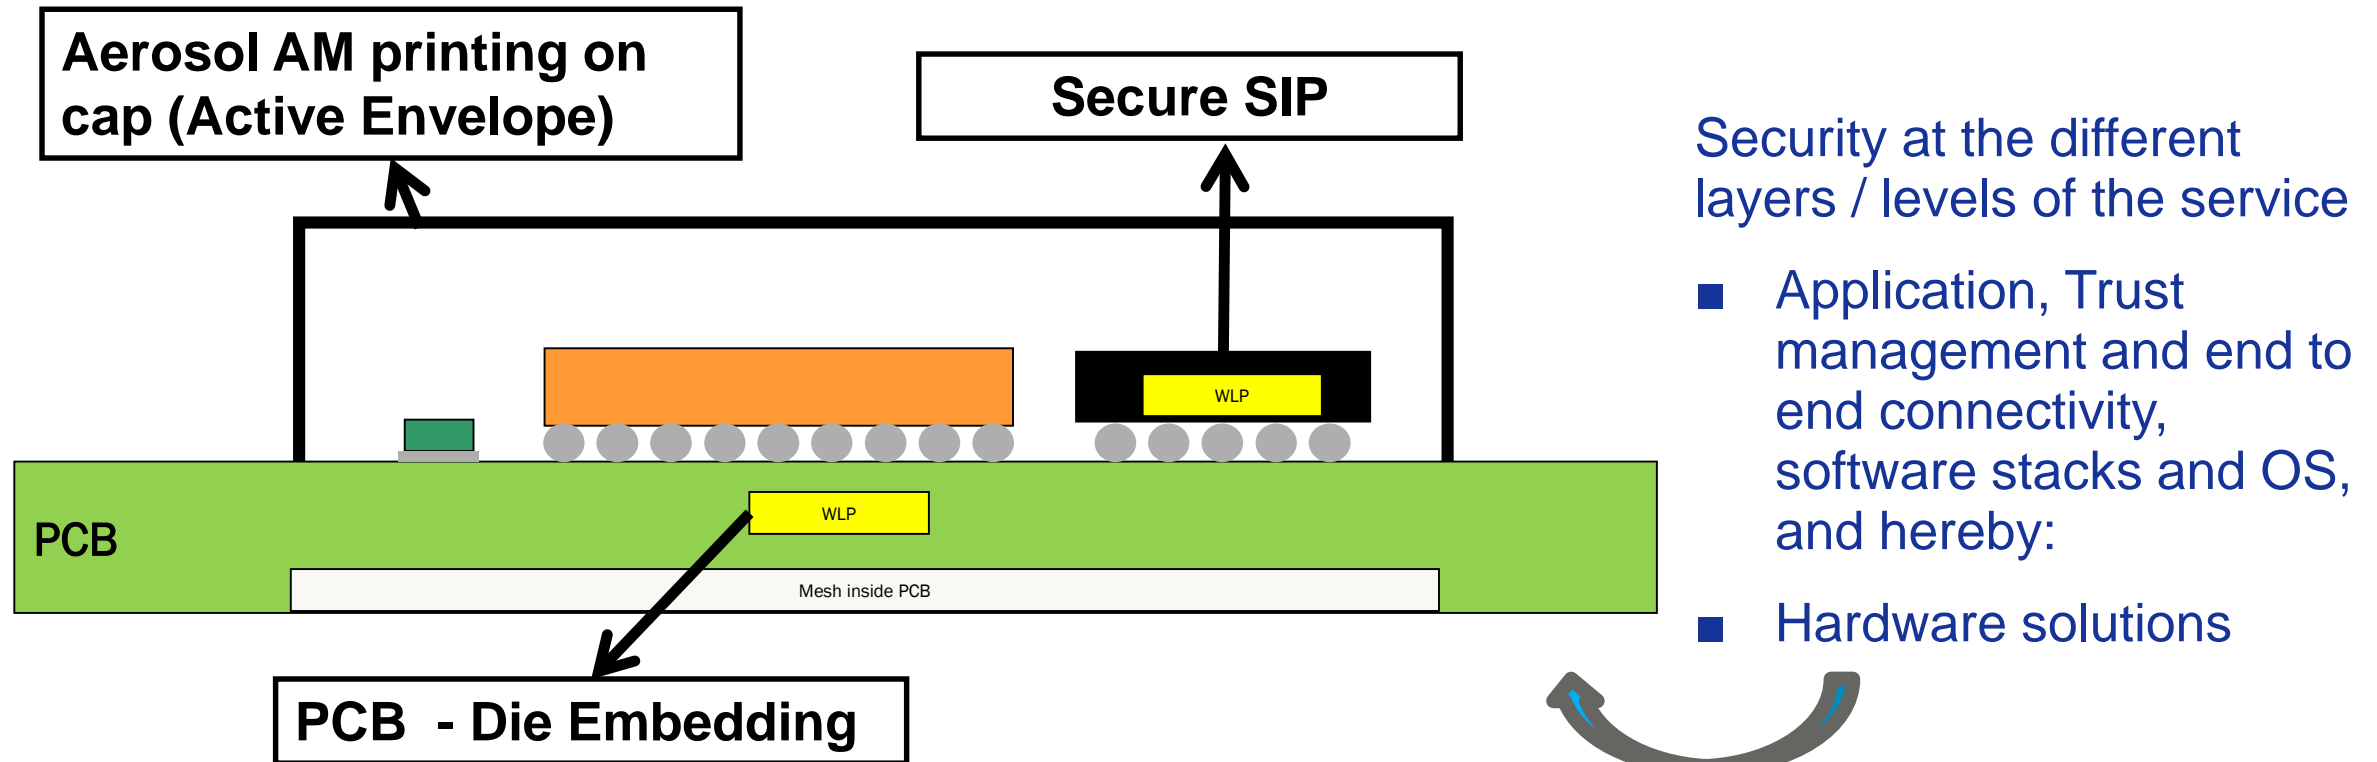 Aerosol AM printing on
cap (Active Envelope)
Secure SIP
WLP
WLP
PCB
Mesh inside PCB
PCB  - Die Embedding
Security at the different
layers / levels of the service
■ Application, Trust
management and end to
end connectivity,
software stacks and OS,
and hereby:
■ Hardware solutions